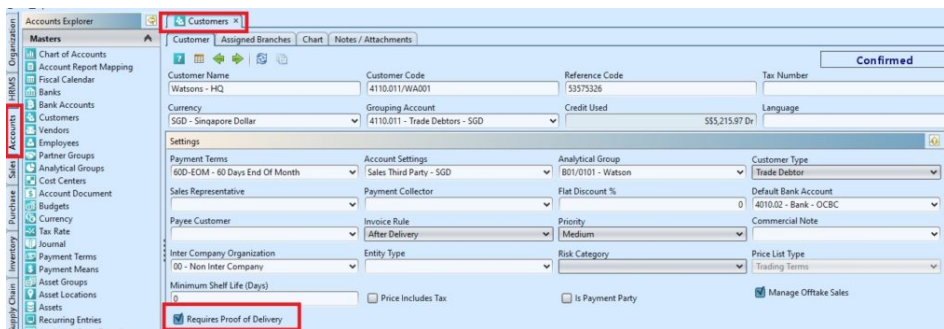 Accounts Explorer
Customers ×
Organization
HRMS
Accounts
Sales
Purchase
Inventory
Supply Chain
Masters
Chart of Accounts
Account Report Mapping
Fiscal Calendar
Banks
Bank Accounts
Customers
Vendors
Employees
Partner Groups
Analytical Groups
Cost Centers
Account Document
Budgets
Currency
Tax Rate
Journal
Payment Terms
Payment Means
Asset Groups
Asset Locations
Assets
Recurring Entries
Customer Assigned Branches Chart Notes / Attachments
Confirmed
Customer Name Customer Code Reference Code Tax Number
Watsons - HQ 4110.011/WA001 53575326
Currency Grouping Account Credit Used Language
SGD - Singapore Dollar 4110.011 - Trade Debtors - SGD S$5,215.97 Dr
Settings
Payment Terms Account Settings Analytical Group Customer Type
60D-EOM - 60 Days End Of Month Sales Third Party - SGD B01/0101 - Watson Trade Debtor
Sales Representative Payment Collector Flat Discount % Default Bank Account
0 4010.02 - Bank - OCBC
Payee Customer Invoice Rule Priority Commercial Note
After Delivery Medium
Inter Company Organization Entity Type Risk Category Price List Type
00 - Non Inter Company Trading Terms
Minimum Shelf Life (Days)
0 Price Includes Tax Is Payment Party Manage Offtake Sales
Requires Proof of Delivery